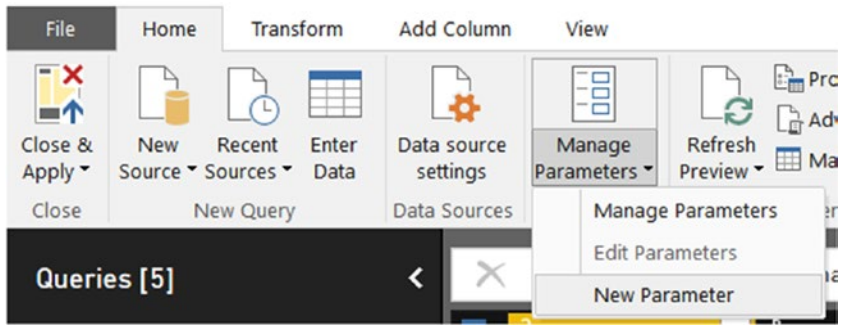 File Home Transform Add Column View
Close & Apply
New Source
Recent Sources
Enter Data
Data source settings
Manage Parameters
Refresh Preview
Close New Query Data Sources
Manage Parameters
Edit Parameters
New Parameter
Queries [5]